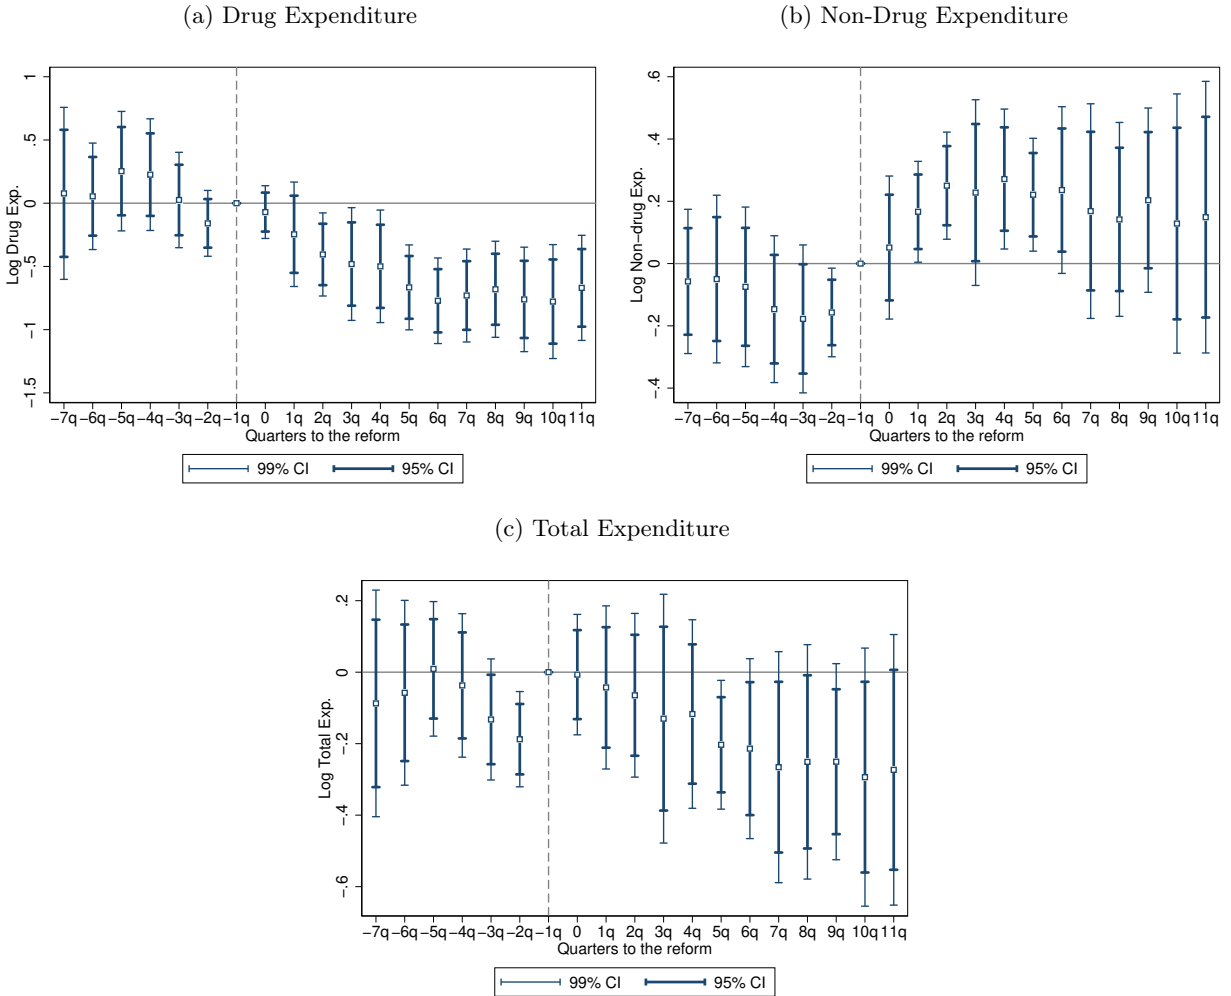 (a) Drug Expenditure
Log Drug Exp.
1
.5
0
−.5
−1
−1.5
−7q −6q −5q −4q −3q −2q −1q 0 1q 2q 3q 4q 5q 6q 7q 8q 9q 10q 11q
Quarters to the reform
99% CI 95% CI
(b) Non-Drug Expenditure
Log Non−drug Exp.
.6
.4
.2
0
−.2
−.4
−7q −6q −5q −4q −3q −2q −1q 0 1q 2q 3q 4q 5q 6q 7q 8q 9q 10q 11q
Quarters to the reform
99% CI 95% CI
(c) Total Expenditure
Log Total Exp.
.2
0
−.2
−.4
−.6
−7q −6q −5q −4q −3q −2q −1q 0 1q 2q 3q 4q 5q 6q 7q 8q 9q 10q 11q
Quarters to the reform
99% CI 95% CI